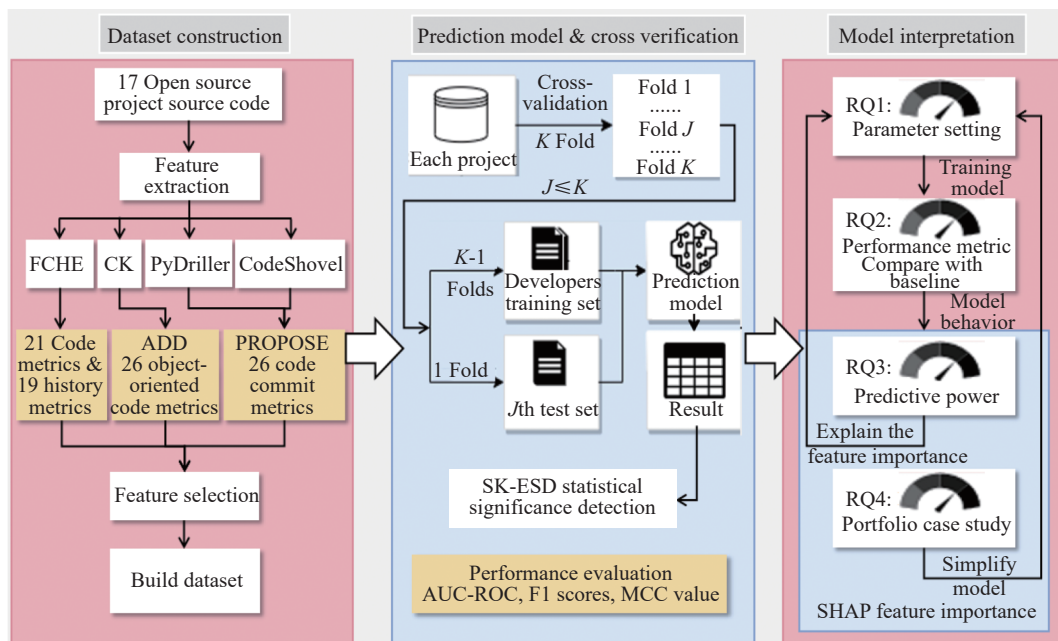 Dataset construction
17 Open source
project source code
Feature
extraction
FCHE
CK
PyDriller
CodeShovel
21 Code
metrics &
19 history
metrics
ADD
26 object-
oriented
code metrics
PROPOSE
26 code
commit
metrics
Feature selection
Build dataset
Prediction model & cross verification
Each project
Cross-
validation
K Fold
Fold 1
......
Fold J
......
Fold K
J⩽K
K-1
Folds
Developers
training set
Prediction
model
1 Fold
Jth test set
Result
SK-ESD statistical
significance detection
Performance evaluation
AUC-ROC, F1 scores, MCC value
Model interpretation
RQ1:
Parameter setting
Training
model
RQ2:
Performance metric
Compare with
baseline
Model
behavior
RQ3:
Predictive power
Explain the
feature importance
RQ4:
Portfolio case study
Simplify
model
SHAP feature importance